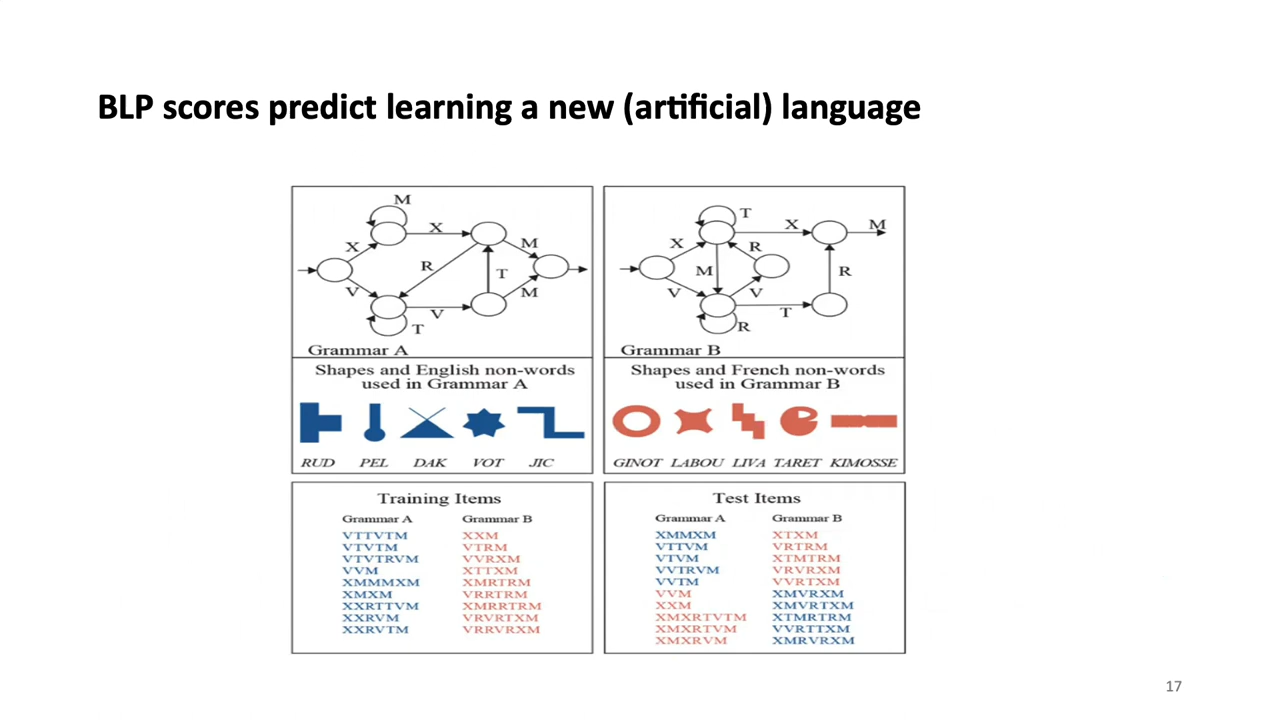 BLP scores predict learning a new (artificial) language
M
X
X
M
R
T
V
M
V
T
Grammar A
T
X
M
X
R
M
R
V
V
T
R
Grammar B
Shapes and English non-words
used in Grammar A
RUD PEL DAK VOT JIC
Shapes and French non-words
used in Grammar B
GINOT LABOU LIVA TARET KIMOSSE
Training Items
Grammar A Grammar B
VTTVTM XXM
VTVTM VTRM
VTVTRVM VVRXM
VVM XTTXM
XMMMXM XMRTRM
XMXM VRRTRM
XXRTTVM XMRRTRM
XXRVM VRVRTXM
XXRVTM VRRVRXM
Test Items
Grammar A Grammar B
XMMXM XTXM
VTTVM VRTRM
VTVM XTMTRM
VVTRVM VRVRXM
VVTM VVRTXM
VVM XMVRXM
XXM XMVRTXM
XMXRTVTM XTMRTRM
XMXRTVM VVRTTXM
XMXRVM XMRVRXM
17